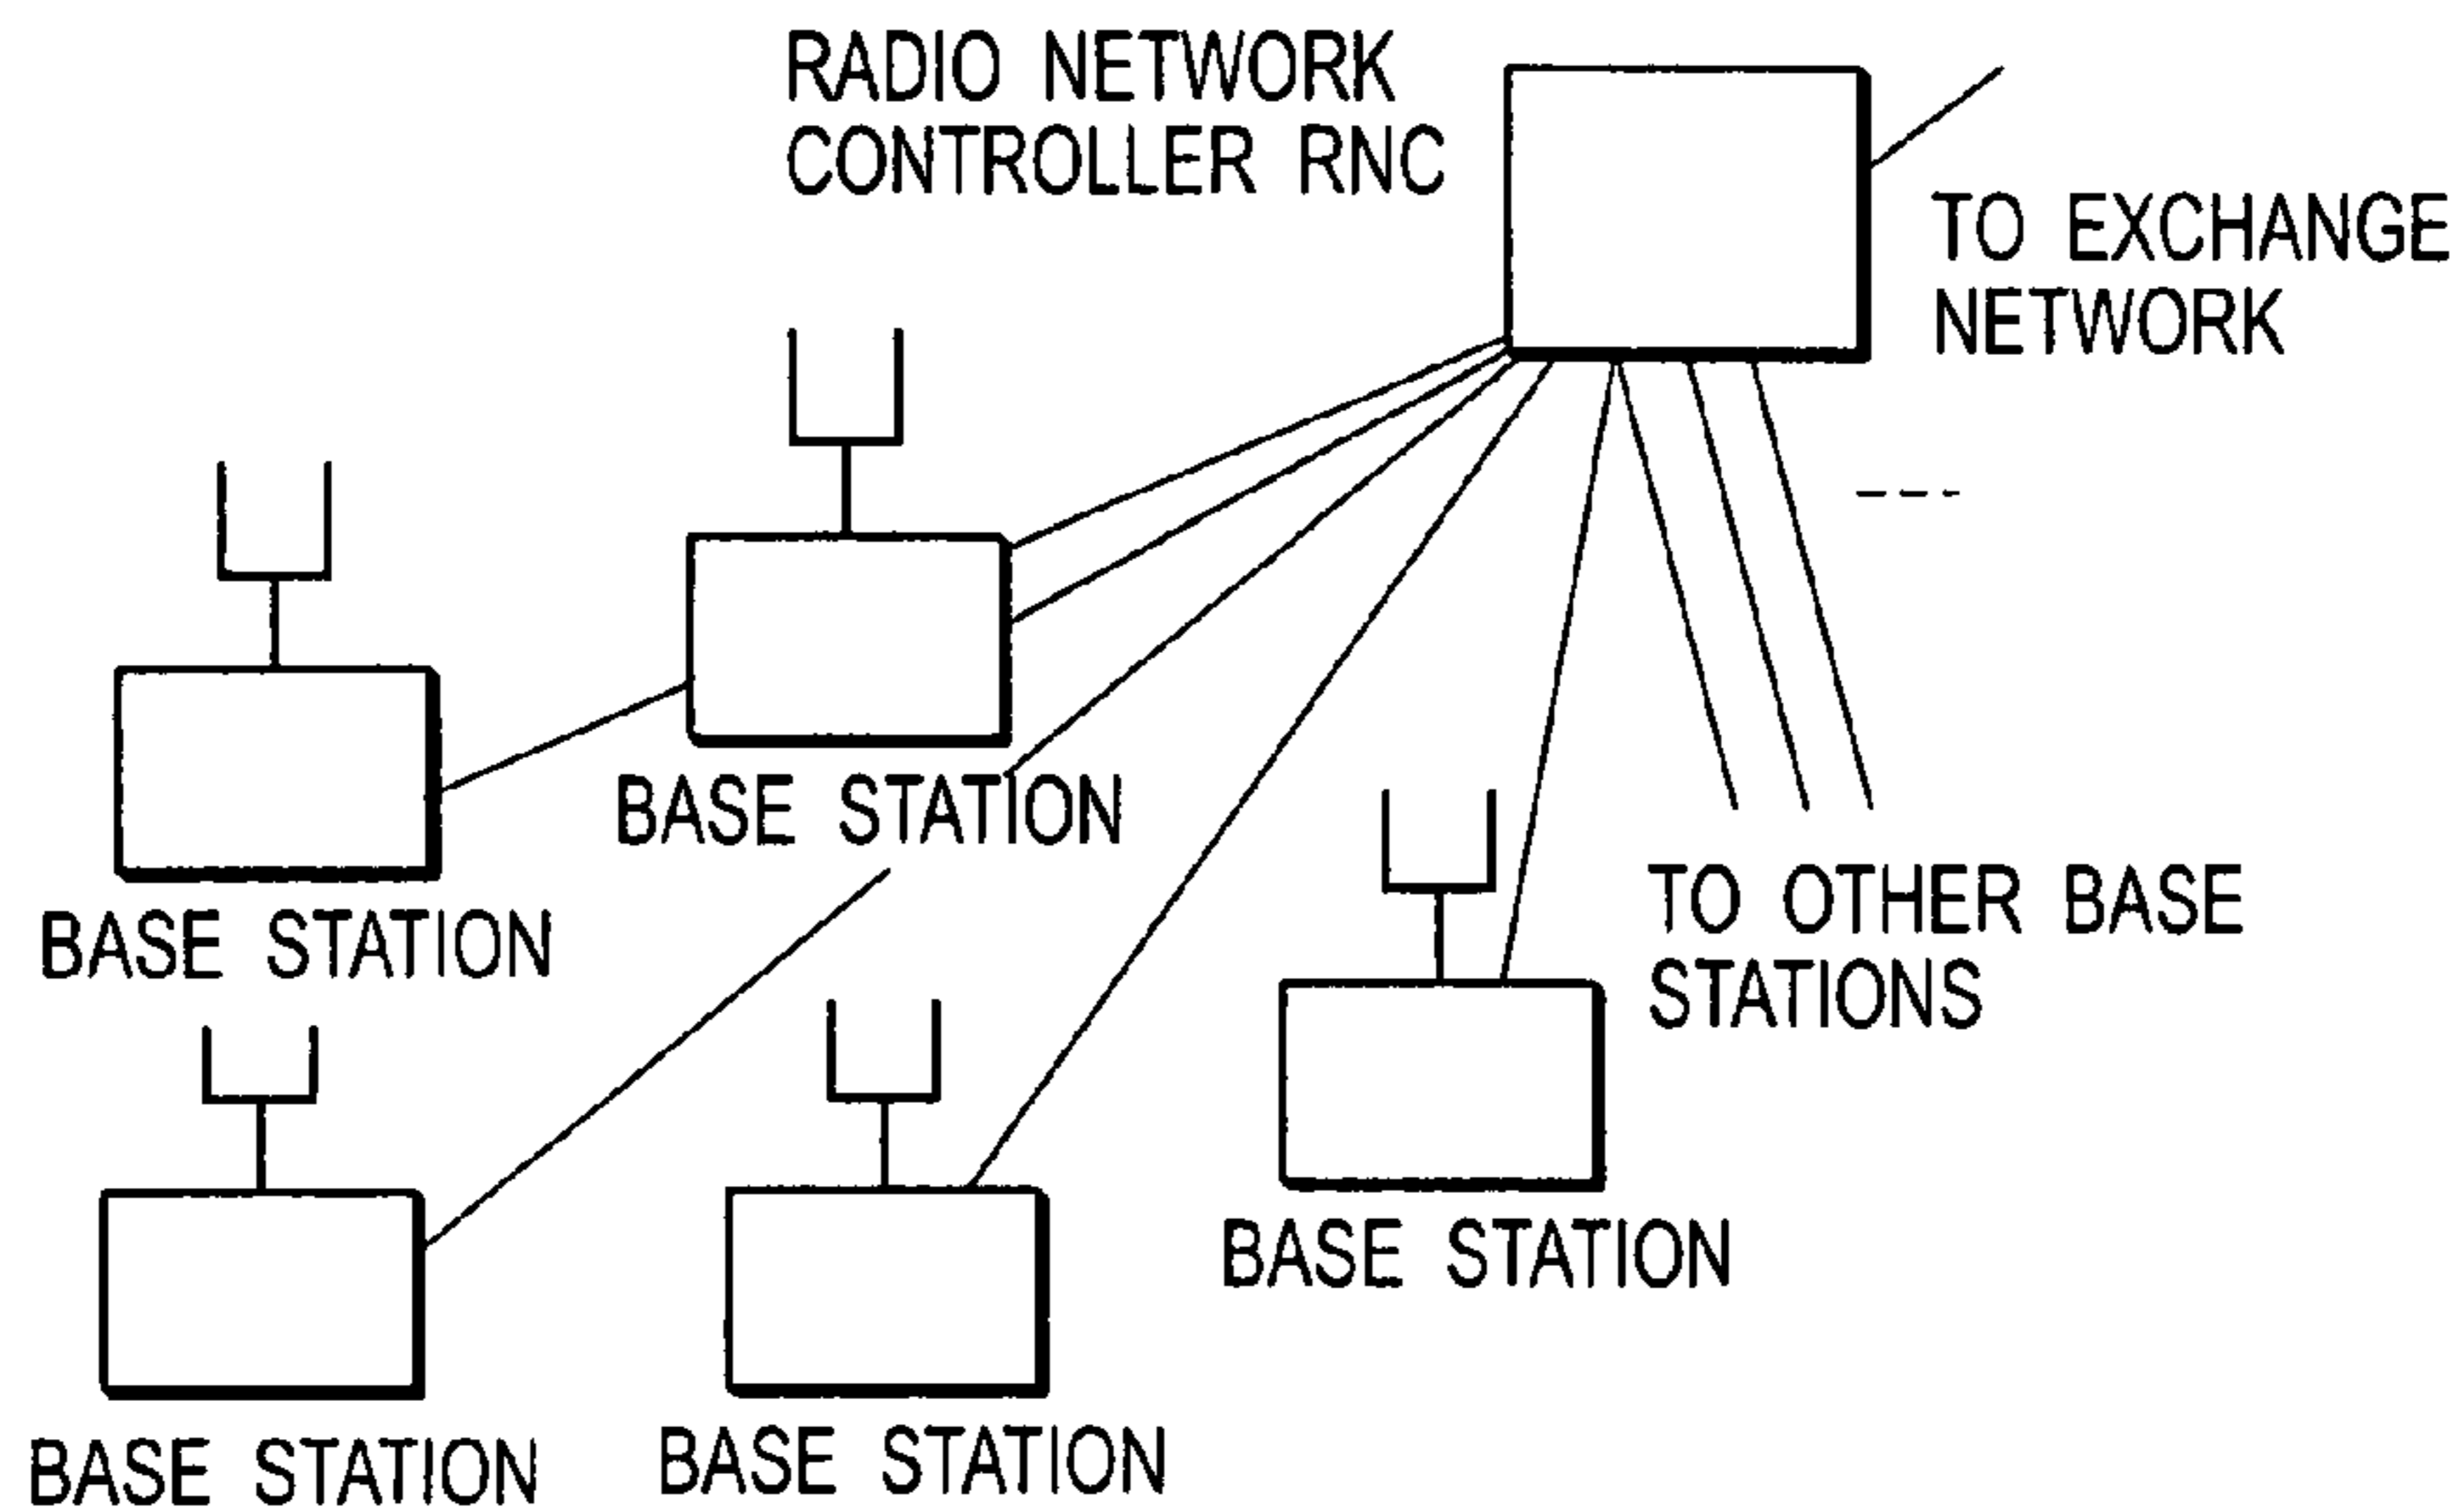 RADIO NETWORK
CONTROLLER RNC
TO EXCHANGE
NETWORK
BASE STATION
BASE STATION
TO OTHER BASE
STATIONS
BASE STATION
BASE STATION
BASE STATION